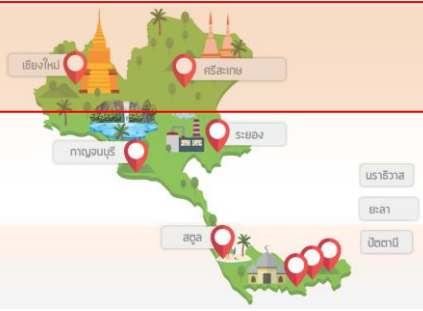 เชียงใหม่
ศรีสะเกษ
ระยอง
กาญจนบุรี
นราธิวาส
ยะลา
สตูล
ปัตตานี